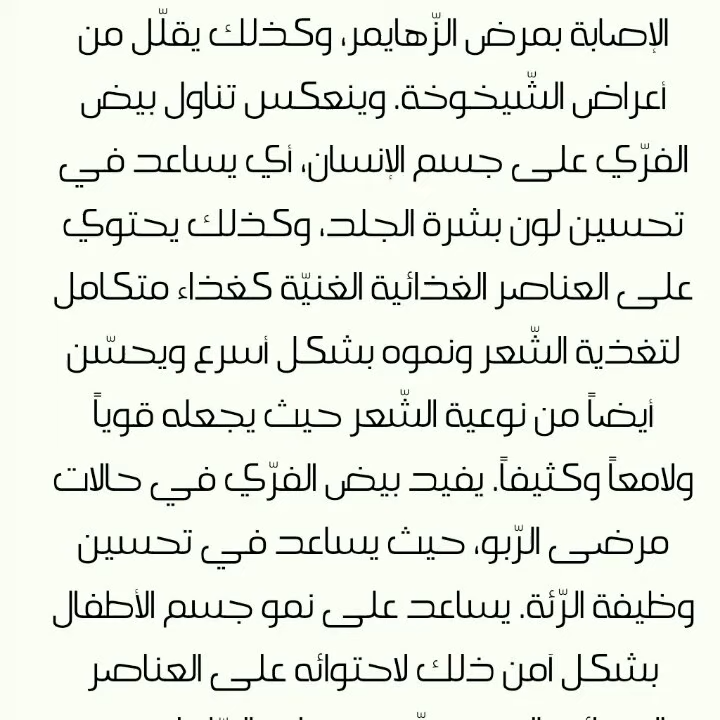 الإصابة بمرض الزّهايمر، وكذلك يقلّل من
أعراض الشّيخوخة. وينعكس تناول بيض
الفرّي على جسم الإنسان، أي يساعد في
تحسين لون بشرة الجلد، وكذلك يحتوي
على العناصر الغذائية الغنيّة كغذاء متكامل
لتغذية الشّعر ونموه بشكل أسرع ويحسّن
أيضاً من نوعية الشّعر حيث يجعله قوياً
ولامعاً وكثيفاً. يفيد بيض الفرّي في حالات
مرضى الرّبو، حيث يساعد في تحسين
وظيفة الرّئة. يساعد على نمو جسم الأطفال
بشكل آمن ذلك لاحتوائه على العناصر